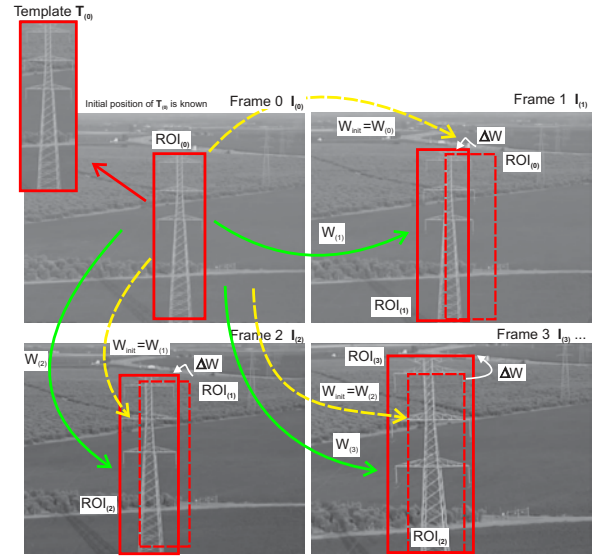 Template T(0)
Initial position of T(0) is known
Frame 0 I(0)
Frame 1 I(1)
ROI(0)
Winit=W(0)
ΔW
ROI(0)
W(1)
ROI(1)
Frame 2 I(2)
Frame 3 I(3) ...
W(2)
Winit=W(1)
ΔW
ROI(1)
ROI(2)
ROI(3)
ΔW
Winit=W(2)
W(3)
ROI(2)